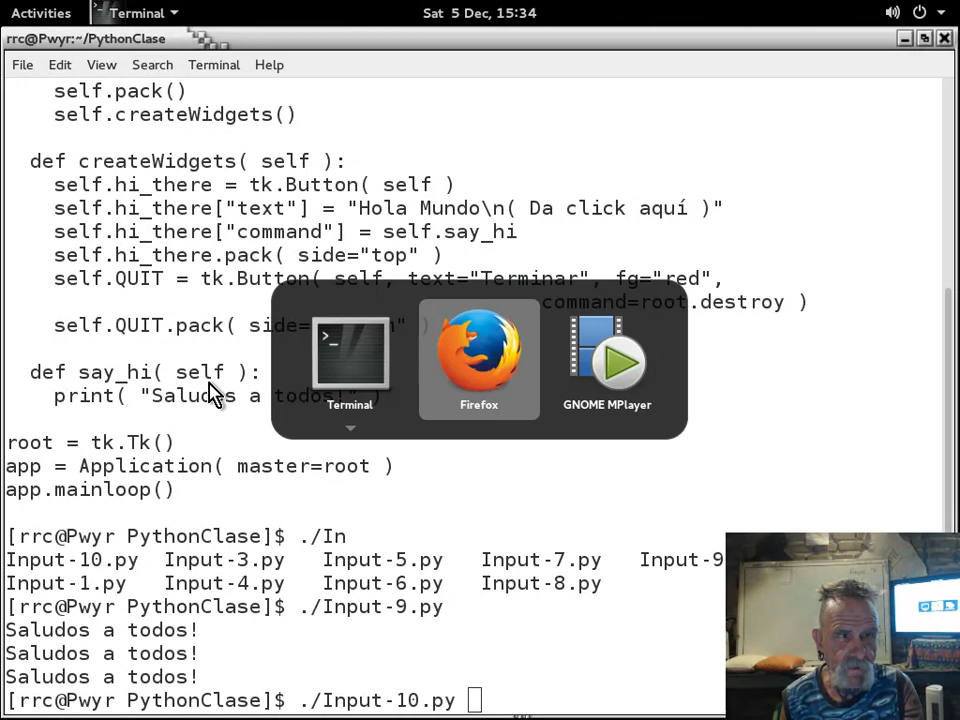 Activities Terminal Sat 5 Dec, 15:34
rrc@Pwyr:~/PythonClase
File Edit View Search Terminal Help
self.pack()
self.createWidgets()
def createWidgets( self ):
self.hi_there = tk.Button( self )
self.hi_there["text"] = "Hola Mundo\n( Da click aquí )"
self.hi_there["command"] = self.say_hi
self.hi_there.pack( side="top" )
self.QUIT = tk.Button( self, text="Terminar", fg="red",
command=root.destroy )
self.QUIT.pack( side= )
def say_hi( self ):
print( "Saludos a todos!" )
Terminal Firefox GNOME MPlayer
root = tk.Tk()
app = Application( master=root )
app.mainloop()
[rrc@Pwyr PythonClase]$ ./In
Input-10.py Input-3.py Input-5.py Input-7.py Input-9
Input-1.py Input-4.py Input-6.py Input-8.py
[rrc@Pwyr PythonClase]$ ./Input-9.py
Saludos a todos!
Saludos a todos!
Saludos a todos!
[rrc@Pwyr PythonClase]$ ./Input-10.py